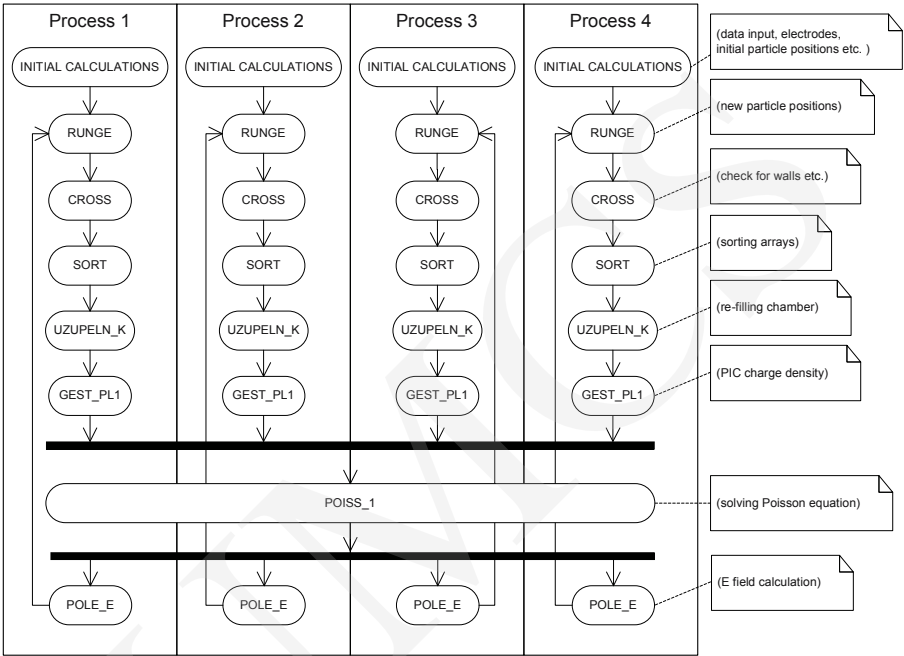 Process 1
Process 2
Process 3
Process 4
INITIAL CALCULATIONS
INITIAL CALCULATIONS
INITIAL CALCULATIONS
INITIAL CALCULATIONS
(data input, electrodes,
initial particle positions etc. )
RUNGE
RUNGE
RUNGE
RUNGE
(new particle positions)
CROSS
CROSS
CROSS
CROSS
(check for walls etc.)
SORT
SORT
SORT
SORT
(sorting arrays)
UZUPELN_K
UZUPELN_K
UZUPELN_K
UZUPELN_K
(re-filling chamber)
GEST_PL1
GEST_PL1
GEST_PL1
GEST_PL1
(PIC charge density)
POISS_1
(solving Poisson equation)
POLE_E
POLE_E
POLE_E
POLE_E
(E field calculation)
UMCS